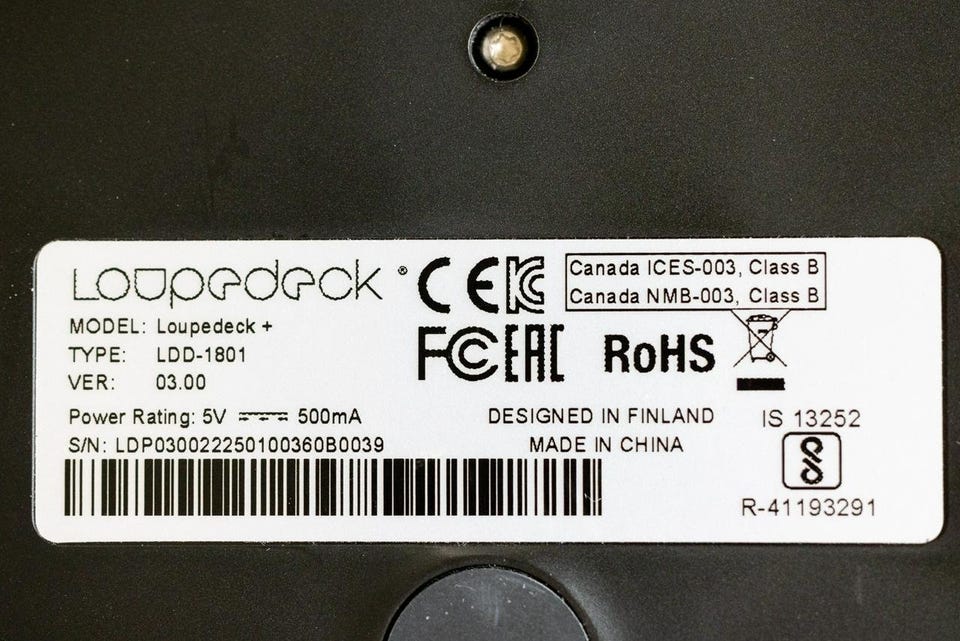 Loupedeck®
CE KC
Canada ICES-003, Class B
Canada NMB-003, Class B
MODEL: Loupedeck +
TYPE: LDD-1801
VER: 03.00
FC EAC RoHS
Power Rating: 5V 500mA
S/N: LDP030022250100360B0039
DESIGNED IN FINLAND
MADE IN CHINA
IS 13252
R-41193291